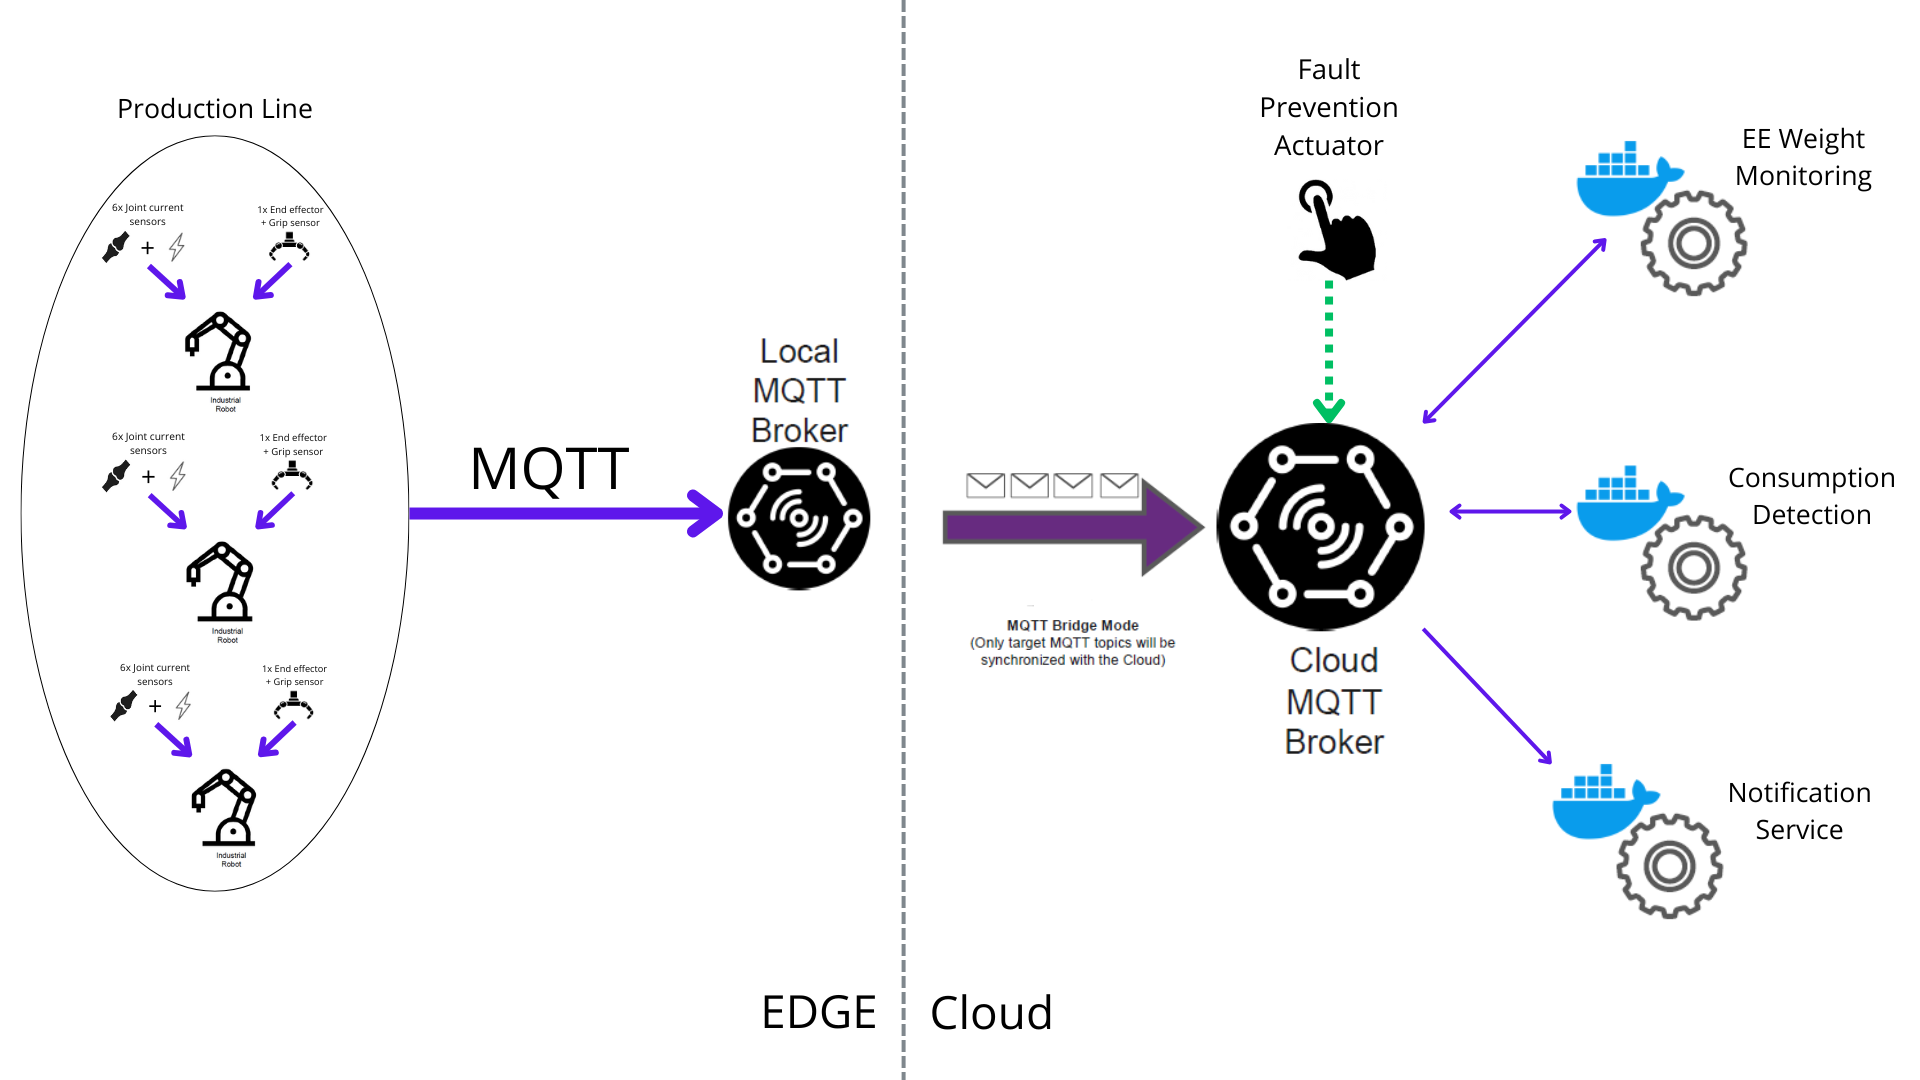 Production Line
6x Joint current
sensors
+
1x End effector
+ Grip sensor
Industrial
Robot
6x Joint current
sensors
+
1x End effector
+ Grip sensor
Industrial
Robot
6x Joint current
sensors
+
1x End effector
+ Grip sensor
Industrial
Robot
MQTT
Local
MQTT
Broker
EDGE
Cloud
MQTT Bridge Mode
(Only target MQTT topics will be
synchronized with the Cloud)
Fault
Prevention
Actuator
Cloud
MQTT
Broker
EE Weight
Monitoring
Consumption
Detection
Notification
Service